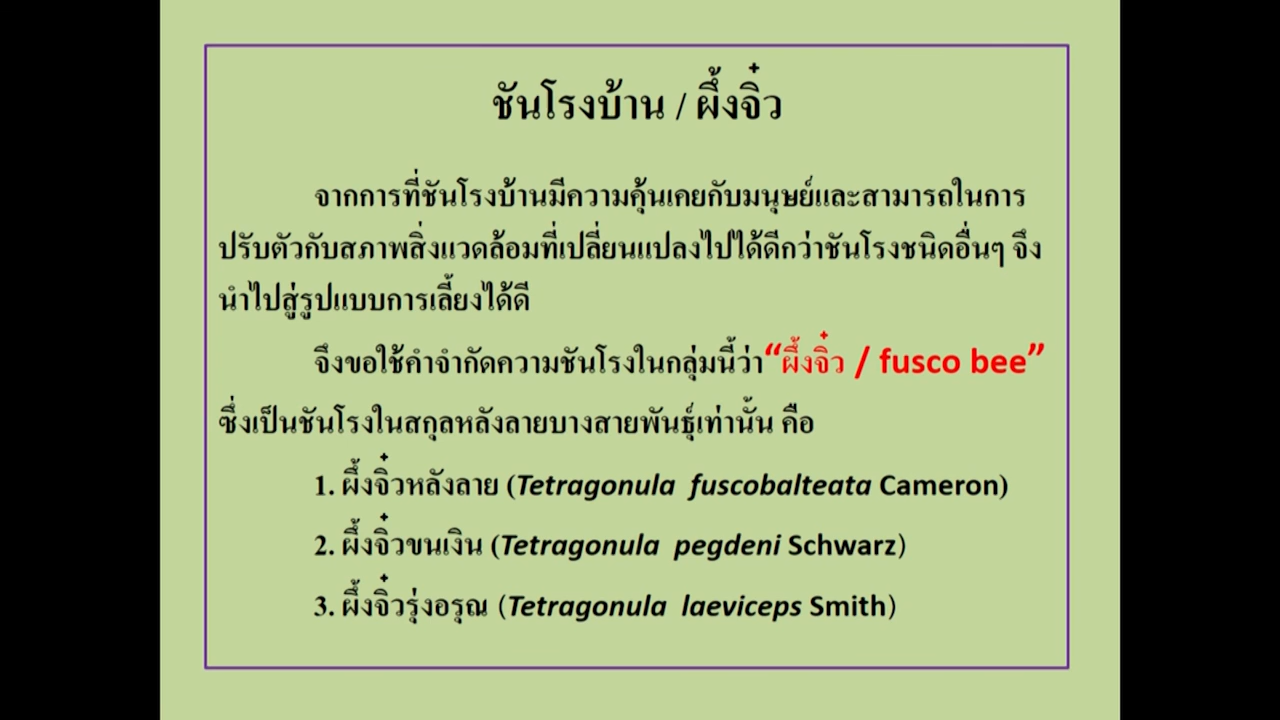 ชันโรงบ้าน / ผึ้งจิ๋ว
จากการที่ชันโรงบ้านมีความคุ้นเคยกับมนุษย์และสามารถในการ
ปรับตัวกับสภาพสิ่งแวดล้อมที่เปลี่ยนแปลงไปได้ดีกว่าชันโรงชนิดอื่นๆ จึง
นำไปสู่รูปแบบการเลี้ยงได้ดี
จึงขอใช้คำจำกัดความชันโรงในกลุ่มนี้ว่า“ผึ้งจิ๋ว / fusco bee”
ซึ่งเป็นชันโรงในสกุลหลังลายบางสายพันธุ์เท่านั้น คือ
1. ผึ้งจิ๋วหลังลาย (Tetragonula fuscobalteata Cameron)
2. ผึ้งจิ๋วขนเงิน (Tetragonula pegdeni Schwarz)
3. ผึ้งจิ๋วรุ่งอรุณ (Tetragonula laeviceps Smith)